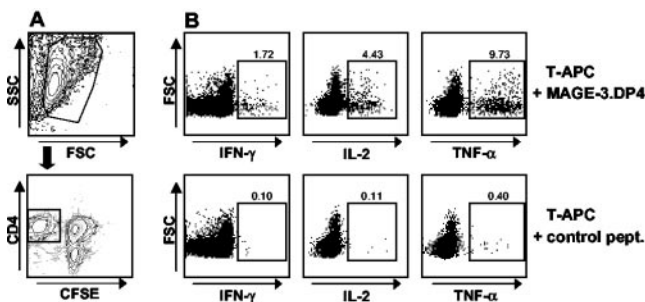 A
B
SSC
FSC
CD4
CFSE
FSC
1.72
4.43
9.73
IFN-γ
IL-2
TNF-α
T-APC
+ MAGE-3.DP4
FSC
0.10
0.11
0.40
IFN-γ
IL-2
TNF-α
T-APC
+ control pept.